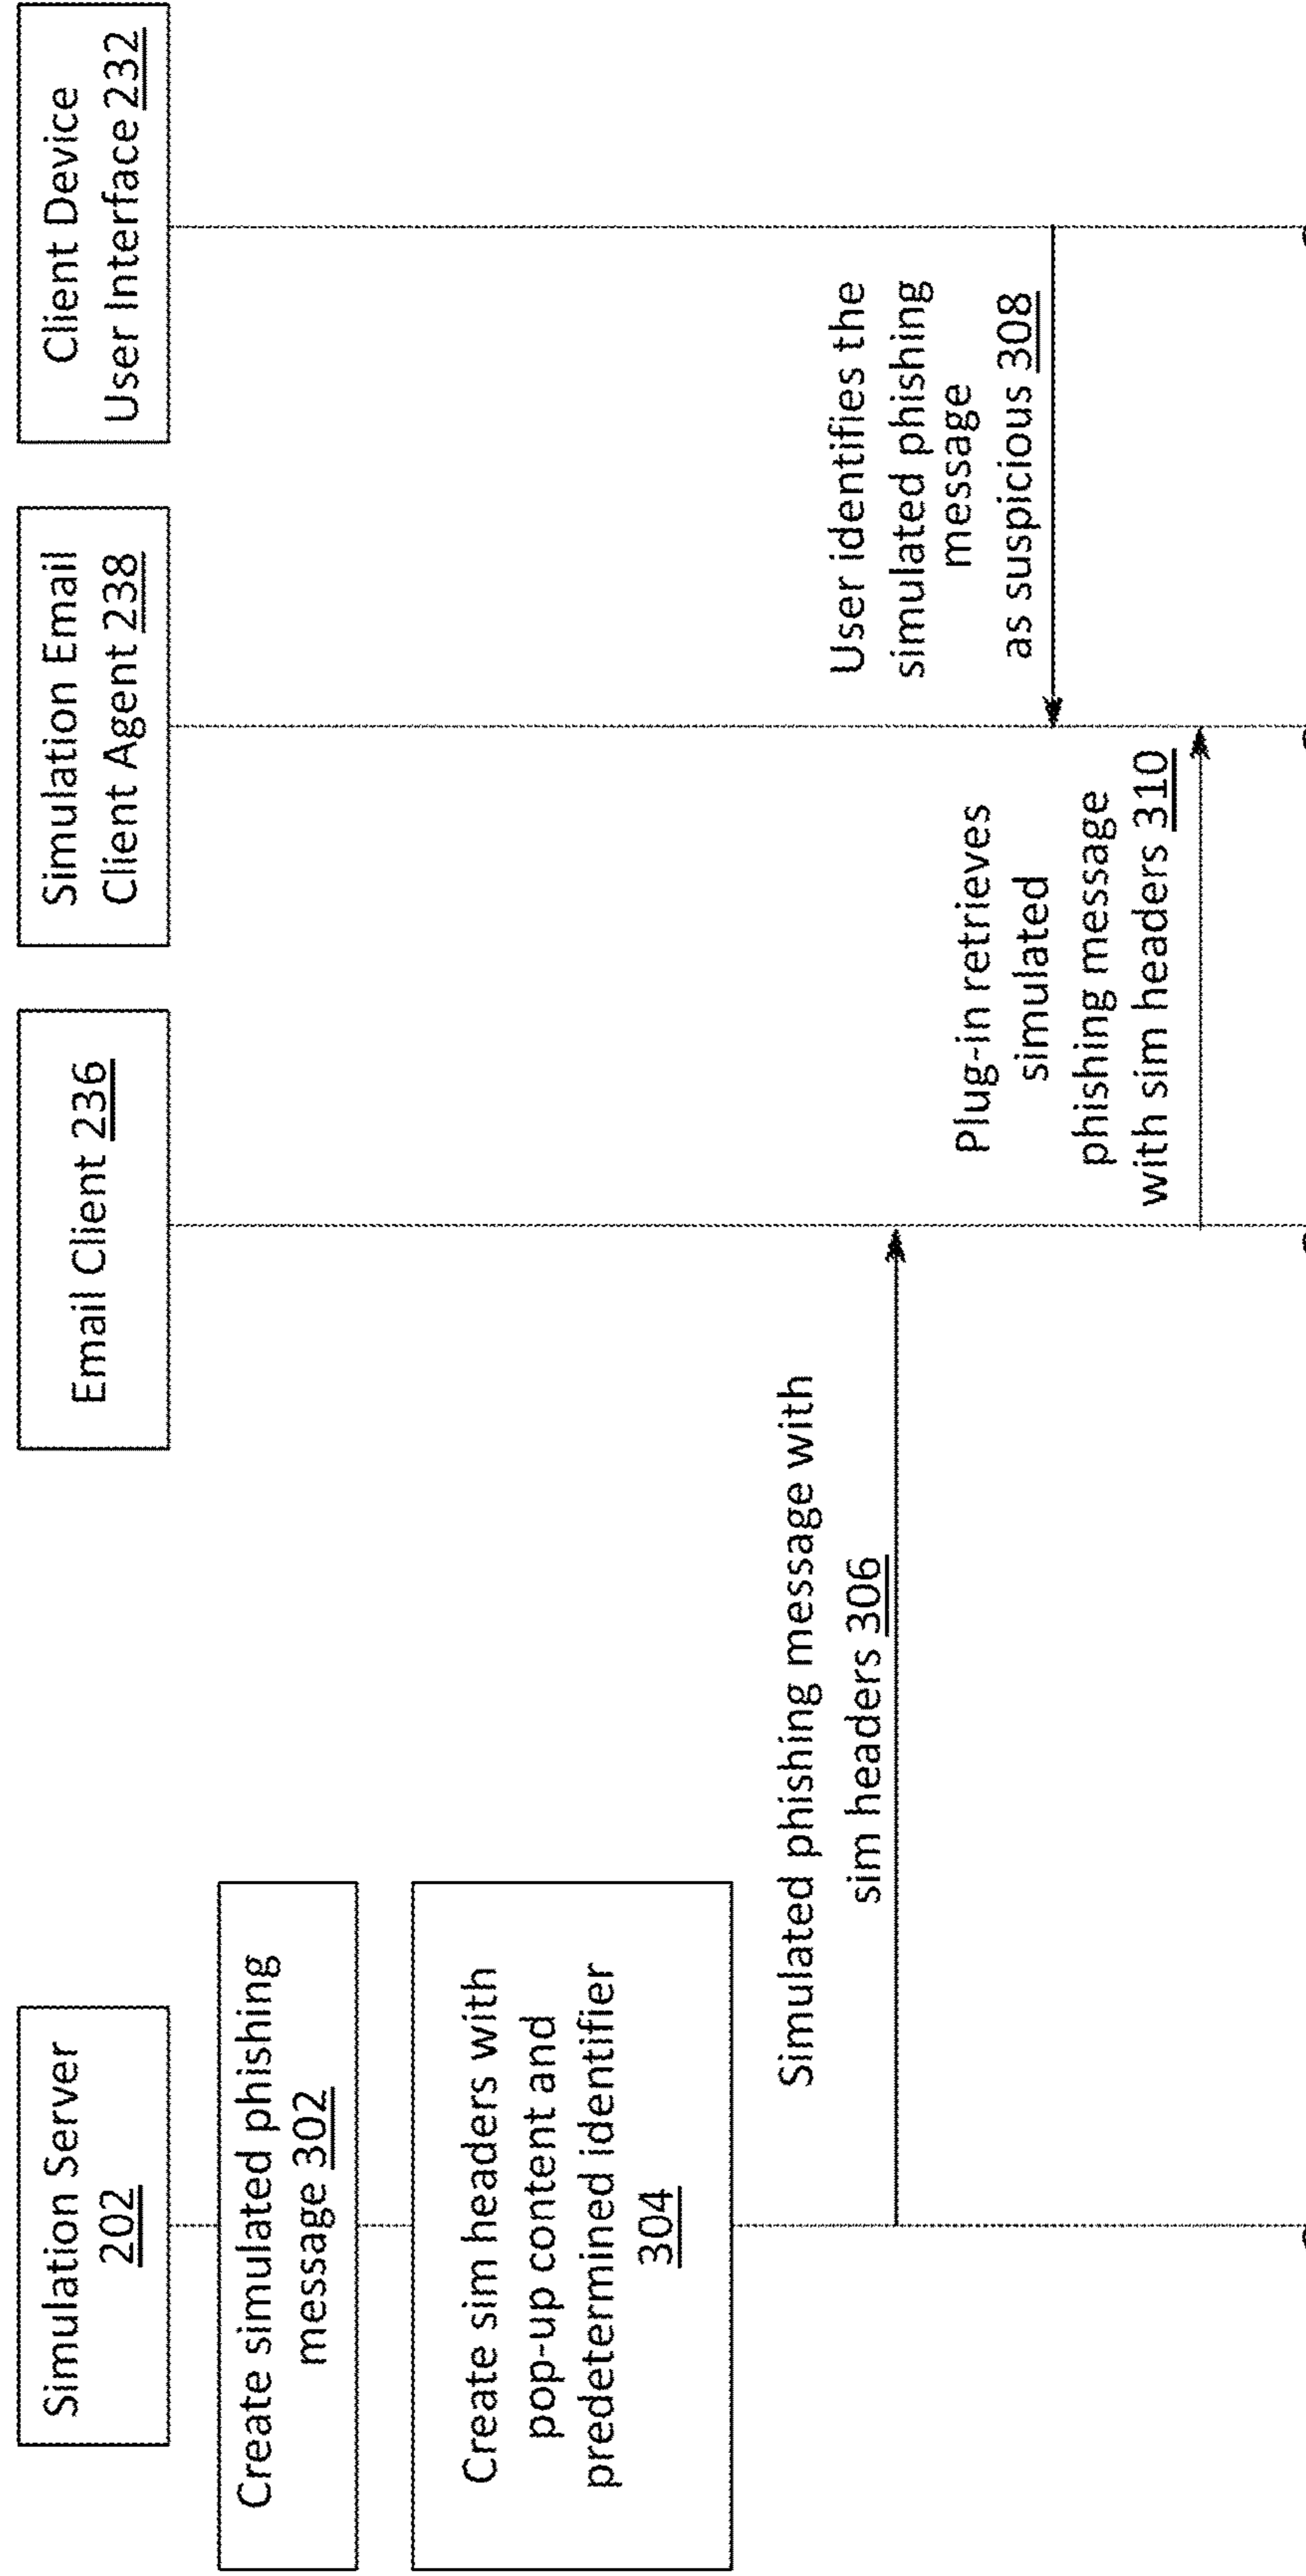 Simulation Server
202
Email Client 236
Simulation Email
Client Agent 238
Client Device
User Interface 232
Create simulated phishing
message 302
Create sim headers with
pop-up content and
predetermined identifier
304
Simulated phishing message with
sim headers 306
User identifies the
simulated phishing
message
as suspicious 308
Plug-in retrieves
simulated
phishing message
with sim headers 310